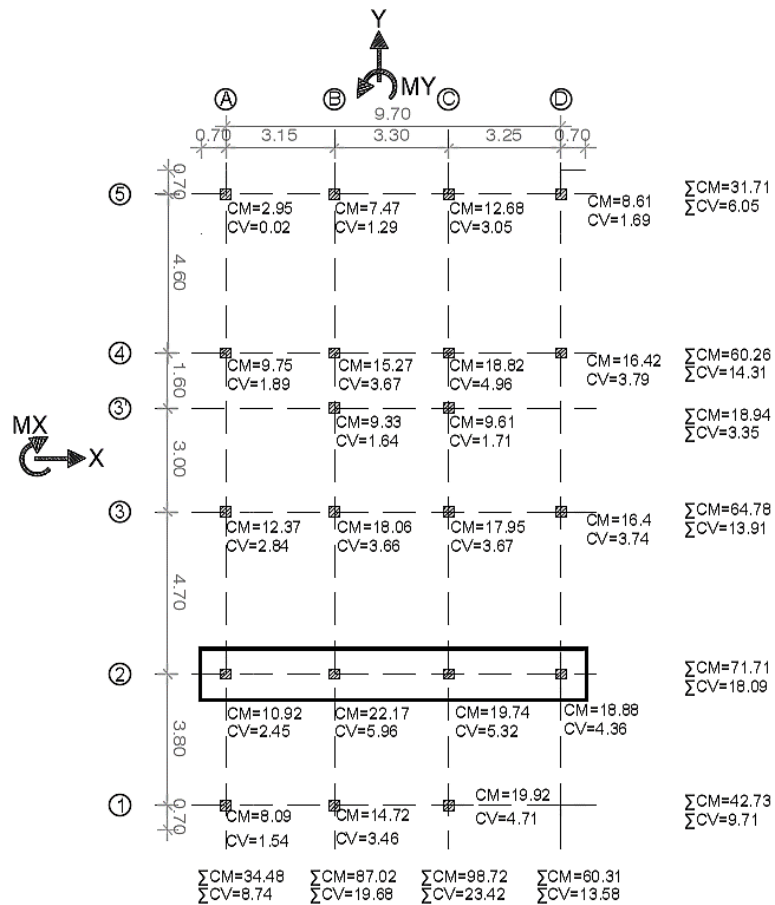 Y
MY
A B C D
9.70
0.70 3.15 3.30 3.25 0.70
0.70
5
CM=2.95 CM=7.47 CM=12.68 CM=8.61 ∑CM=31.71
CV=0.02 CV=1.29 CV=3.05 CV=1.69 ∑CV=6.05
4.60
4
CM=9.75 CM=15.27 CM=18.82 CM=16.42 ∑CM=60.26
CV=1.89 CV=3.67 CV=4.96 CV=3.79 ∑CV=14.31
1.60
3'
CM=9.33 CM=9.61 ∑CM=18.94
CV=1.64 CV=1.71 ∑CV=3.35
MX
X
3.00
3
CM=12.37 CM=18.06 CM=17.95 CM=16.4 ∑CM=64.78
CV=2.84 CV=3.66 CV=3.67 CV=3.74 ∑CV=13.91
4.70
2
CM=10.92 CM=22.17 CM=19.74 CM=18.88 ∑CM=71.71
CV=2.45 CV=5.96 CV=5.32 CV=4.36 ∑CV=18.09
3.80
1
CM=8.09 CM=14.72 CM=19.92 ∑CM=42.73
CV=1.54 CV=3.46 CV=4.71 ∑CV=9.71
0.70
∑CM=34.48 ∑CM=87.02 ∑CM=98.72 ∑CM=60.31
∑CV=8.74 ∑CV=19.68 ∑CV=23.42 ∑CV=13.58